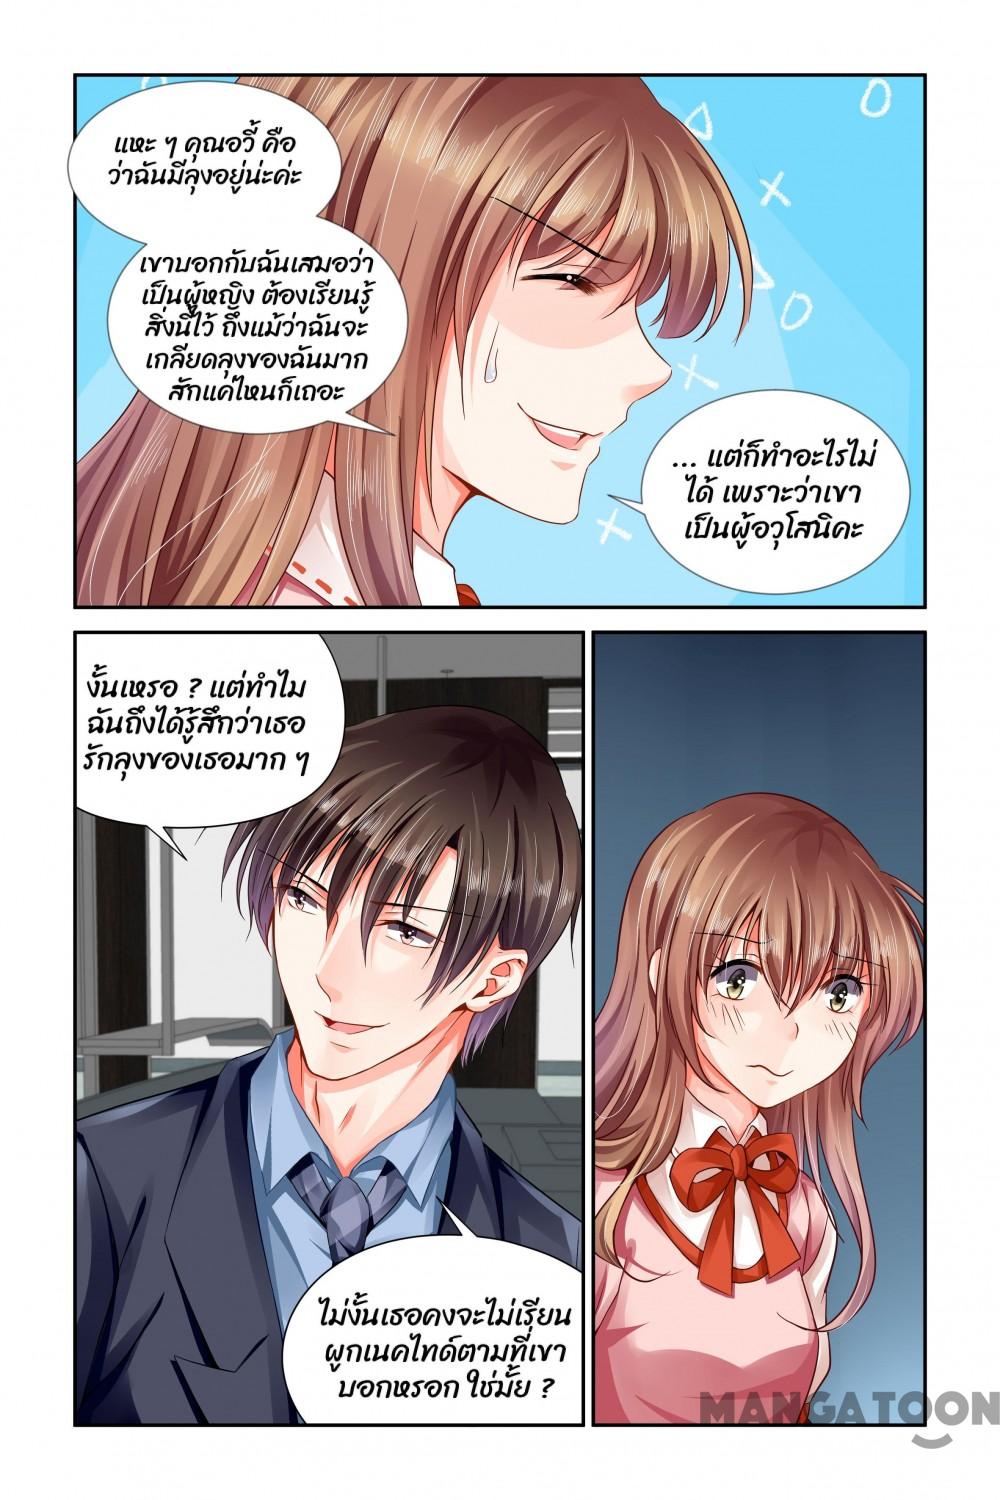 แหะ ๆ คุณอวี้ คือ
ว่าฉันมีลุงอยู่น่ะค่ะ
เขาบอกกับฉันเสมอว่า
เป็นผู้หญิง ต้องเรียนรู้
สิ่งนี้ไว้ ถึงแม้ว่าฉันจะ
เกลียดลุงของฉันมาก
สักแค่ไหนก็เถอะ
... แต่ก็ทำอะไรไม่
ได้ เพราะว่าเขา
เป็นผู้อวุโสนิคะ
งั้นเหรอ ? แต่ทำไม
ฉันถึงได้รู้สึกว่าเธอ
รักลุงของเธอมาก ๆ
ไม่งั้นเธอคงจะไม่เรียน
ผูกเนคไทด์ตามที่เขา
บอกหรอก ใช่มั้ย ?
MANGATOON